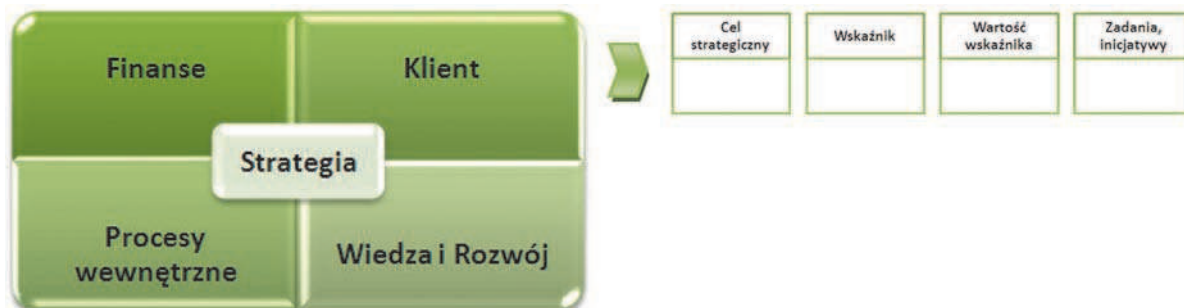 Finanse
Klient
Strategia
Procesy
wewnętrzne
Wiedza i Rozwój
Cel
strategiczny
Wskaźnik
Wartość
wskaźnika
Zadania,
inicjatywy